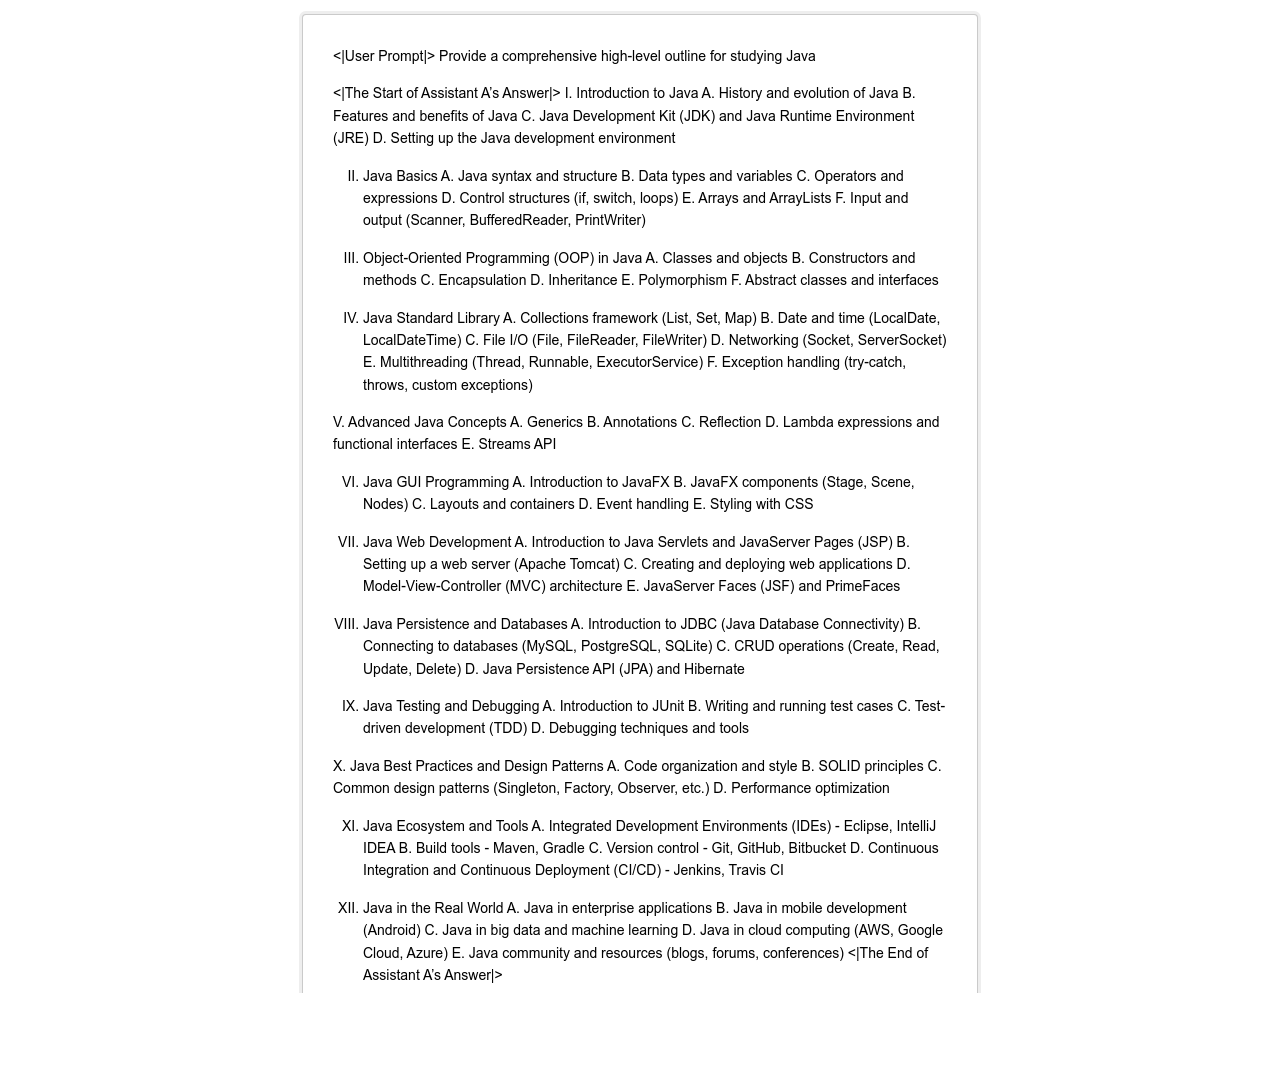 <|User Prompt|> Provide a comprehensive high-level outline for studying Java
<|The Start of Assistant A’s Answer|> I. Introduction to Java A. History and evolution of Java B.
Features and benefits of Java C. Java Development Kit (JDK) and Java Runtime Environment
(JRE) D. Setting up the Java development environment
II. Java Basics A. Java syntax and structure B. Data types and variables C. Operators and
expressions D. Control structures (if, switch, loops) E. Arrays and ArrayLists F. Input and
output (Scanner, BufferedReader, PrintWriter)
III. Object-Oriented Programming (OOP) in Java A. Classes and objects B. Constructors and
methods C. Encapsulation D. Inheritance E. Polymorphism F. Abstract classes and interfaces
IV. Java Standard Library A. Collections framework (List, Set, Map) B. Date and time (LocalDate,
LocalDateTime) C. File I/O (File, FileReader, FileWriter) D. Networking (Socket, ServerSocket)
E. Multithreading (Thread, Runnable, ExecutorService) F. Exception handling (try-catch,
throws, custom exceptions)
V. Advanced Java Concepts A. Generics B. Annotations C. Reflection D. Lambda expressions and
functional interfaces E. Streams API
VI. Java GUI Programming A. Introduction to JavaFX B. JavaFX components (Stage, Scene,
Nodes) C. Layouts and containers D. Event handling E. Styling with CSS
VII. Java Web Development A. Introduction to Java Servlets and JavaServer Pages (JSP) B.
Setting up a web server (Apache Tomcat) C. Creating and deploying web applications D.
Model-View-Controller (MVC) architecture E. JavaServer Faces (JSF) and PrimeFaces
VIII. Java Persistence and Databases A. Introduction to JDBC (Java Database Connectivity) B.
Connecting to databases (MySQL, PostgreSQL, SQLite) C. CRUD operations (Create, Read,
Update, Delete) D. Java Persistence API (JPA) and Hibernate
IX. Java Testing and Debugging A. Introduction to JUnit B. Writing and running test cases C. Test-
driven development (TDD) D. Debugging techniques and tools
X. Java Best Practices and Design Patterns A. Code organization and style B. SOLID principles C.
Common design patterns (Singleton, Factory, Observer, etc.) D. Performance optimization
XI. Java Ecosystem and Tools A. Integrated Development Environments (IDEs) - Eclipse, IntelliJ
IDEA B. Build tools - Maven, Gradle C. Version control - Git, GitHub, Bitbucket D. Continuous
Integration and Continuous Deployment (CI/CD) - Jenkins, Travis CI
XII. Java in the Real World A. Java in enterprise applications B. Java in mobile development
(Android) C. Java in big data and machine learning D. Java in cloud computing (AWS, Google
Cloud, Azure) E. Java community and resources (blogs, forums, conferences) <|The End of
Assistant A’s Answer|>